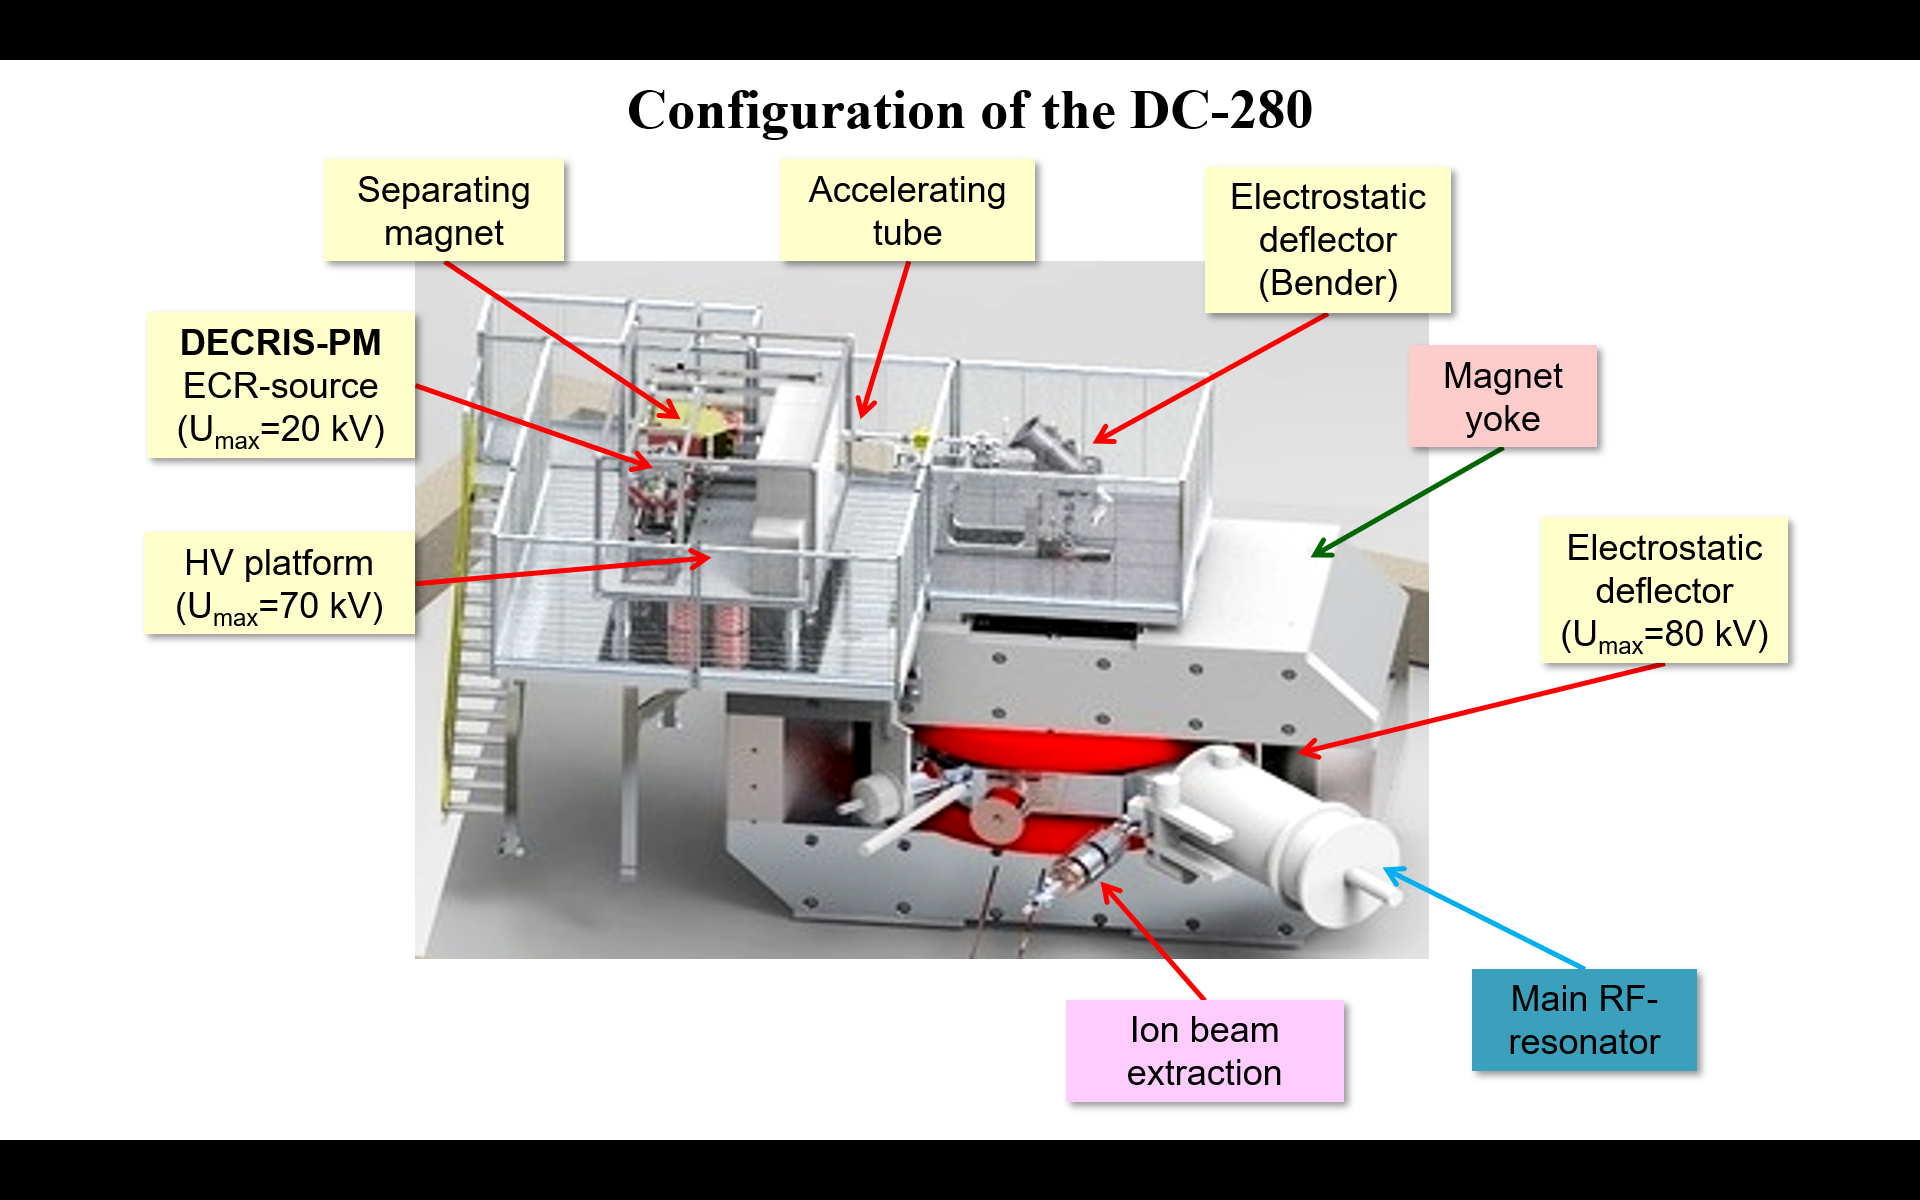 Configuration of the DC-280
Separating
magnet
Accelerating
tube
Electrostatic
deflector
(Bender)
DECRIS-PM
ECR-source
(Umax=20 kV)
Magnet
yoke
HV platform
(Umax=70 kV)
Electrostatic
deflector
(Umax=80 kV)
Main RF-
resonator
Ion beam
extraction